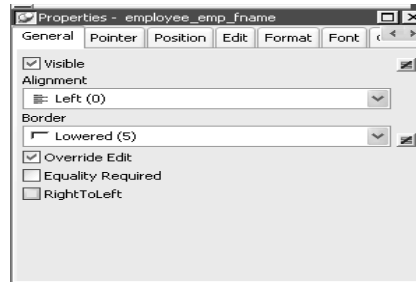 Properties - employee_emp_fname
General Pointer Position Edit Format Font
Visible
Alignment
Left (0)
Border
Lowered (5)
Override Edit
Equality Required
RightToLeft